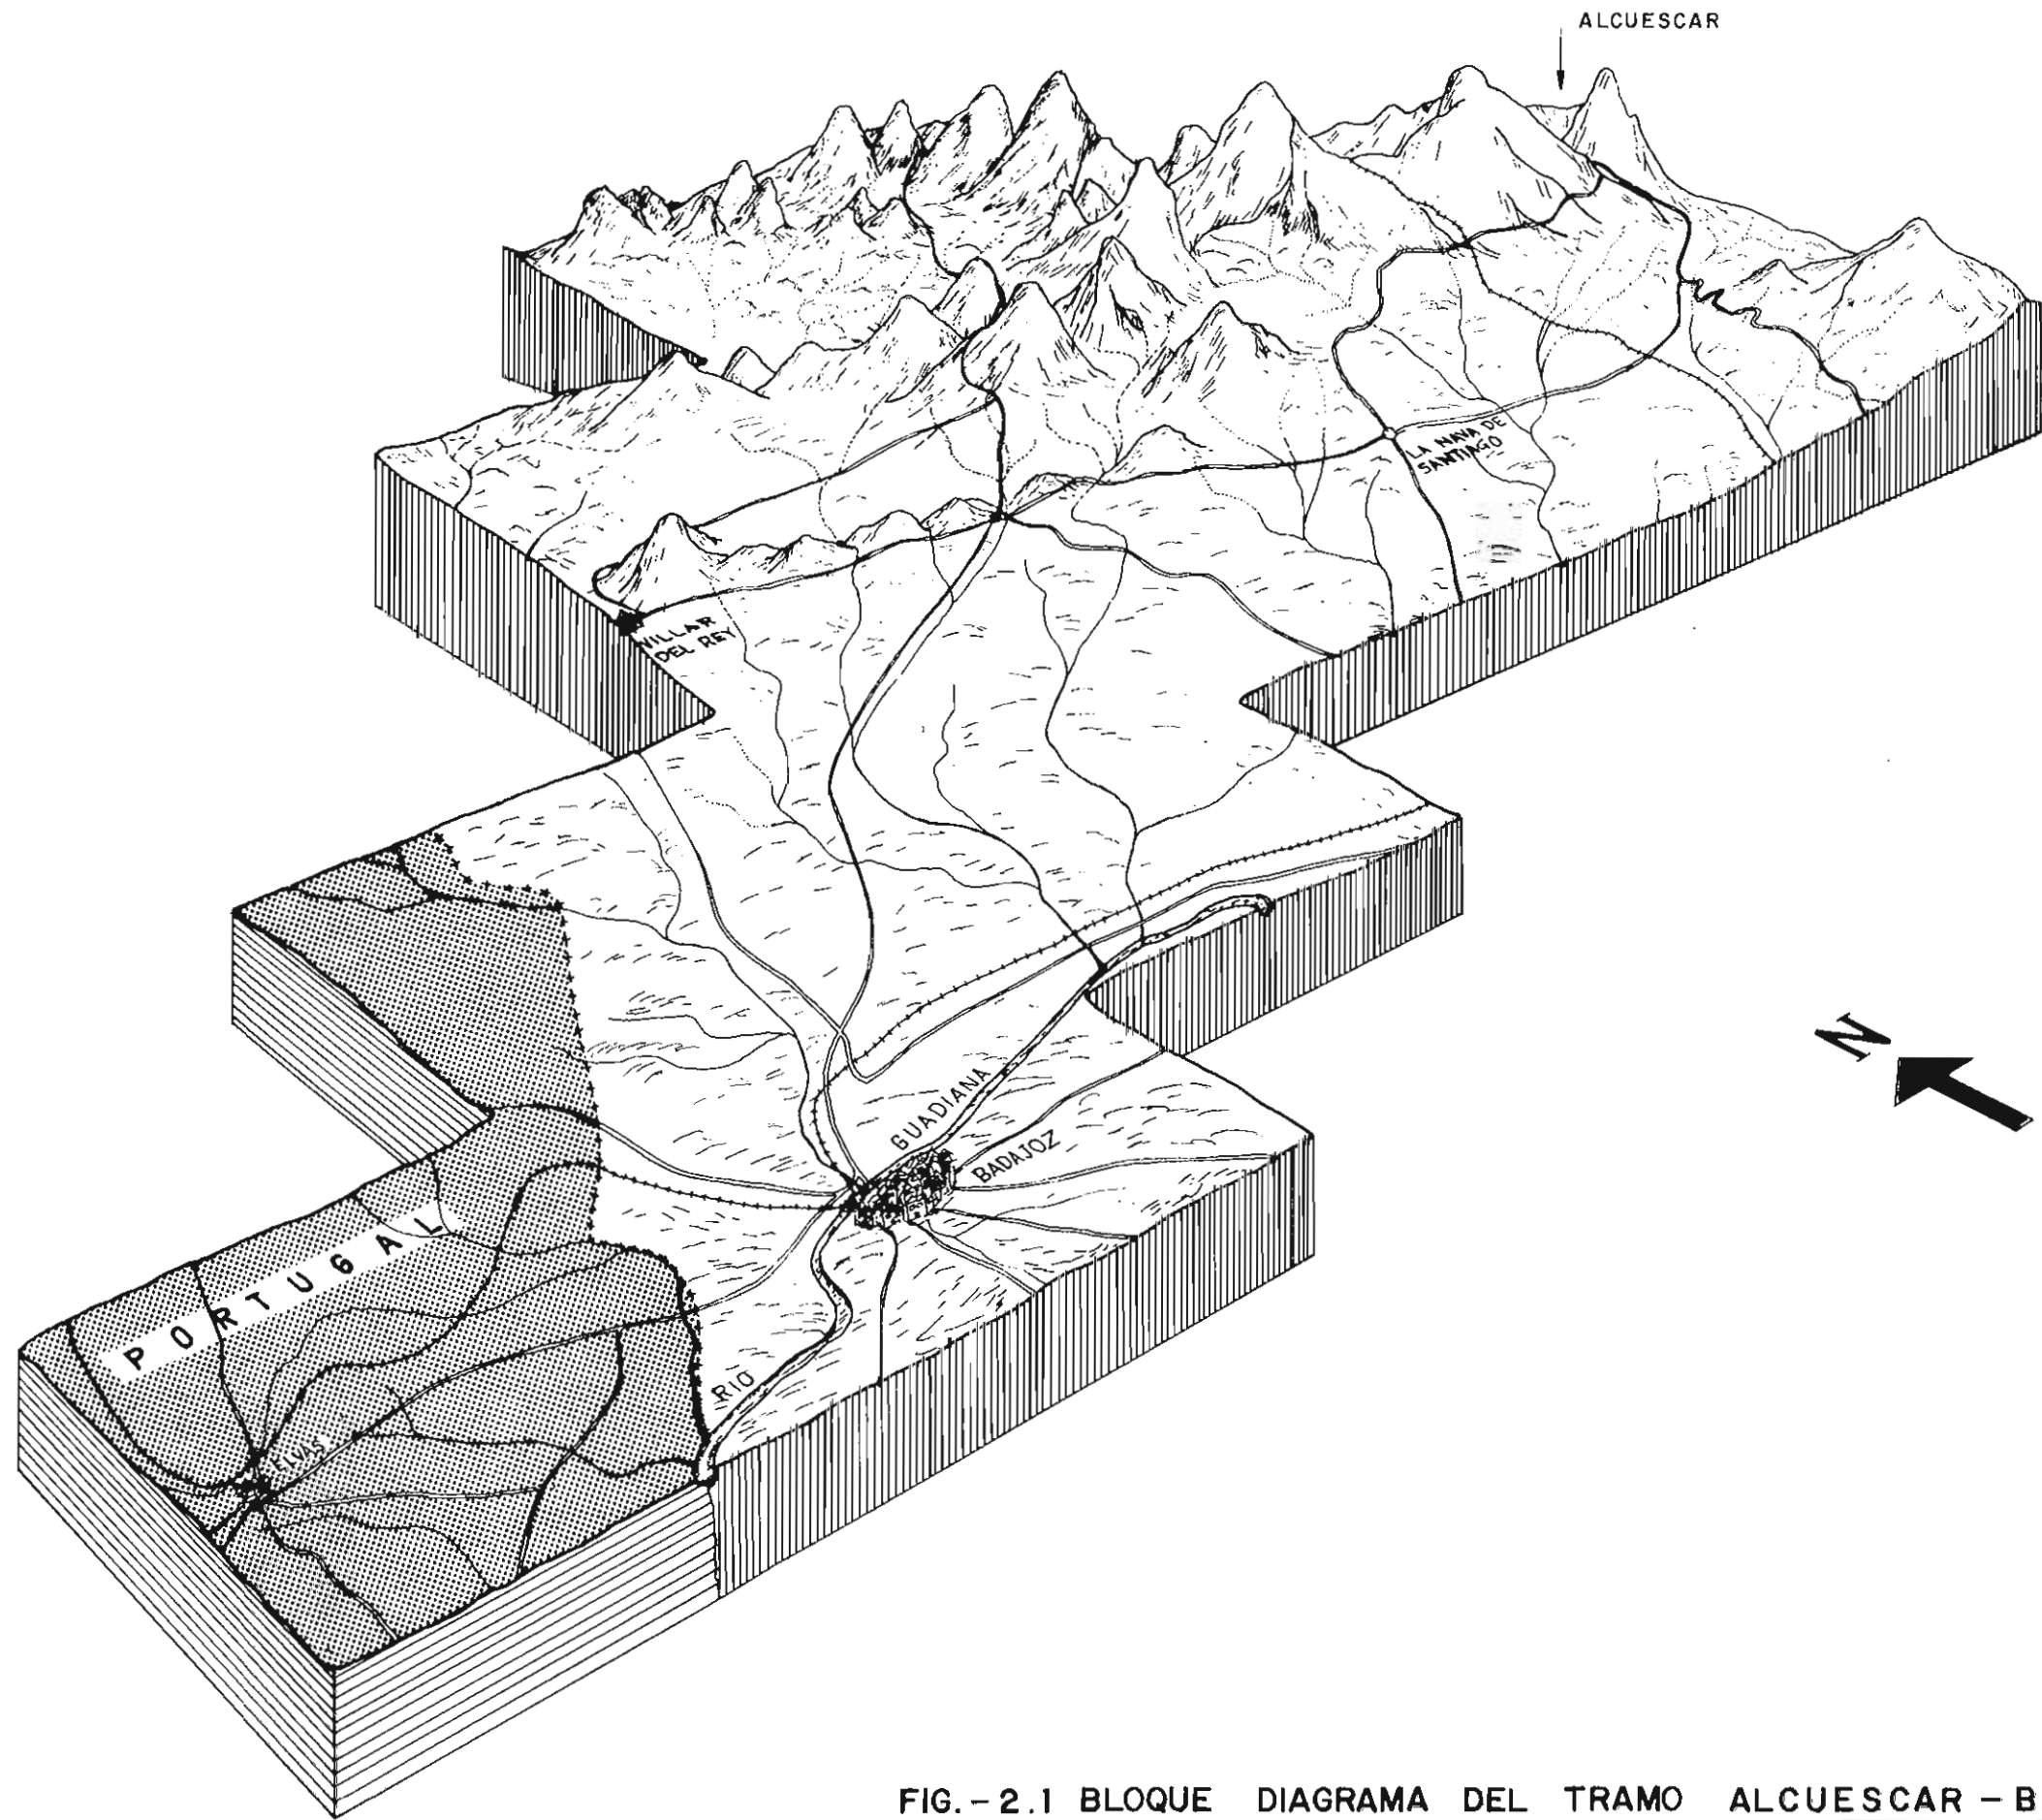 ALCUESCAR
LA NAVA DE
SANTIAGO
VILLAR
DEL REY
N
GUADIANA
BADAJOZ
PORTUGAL
RIO
ELVAS
FIG.-2.1 BLOQUE DIAGRAMA DEL TRAMO ALCUESCAR - B